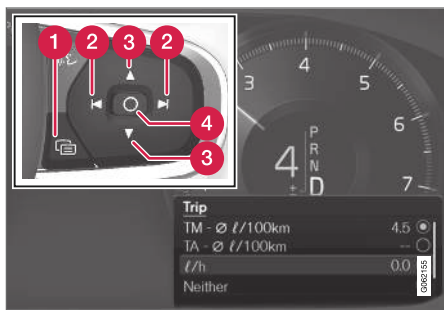 1 2 3 2
4
3
3 4 5 6 7
P
R
N
D
4
±
Trip
TM - Ø ℓ/100km 4.5
TA - Ø ℓ/100km --
ℓ/h 0.0
Neither
G062155